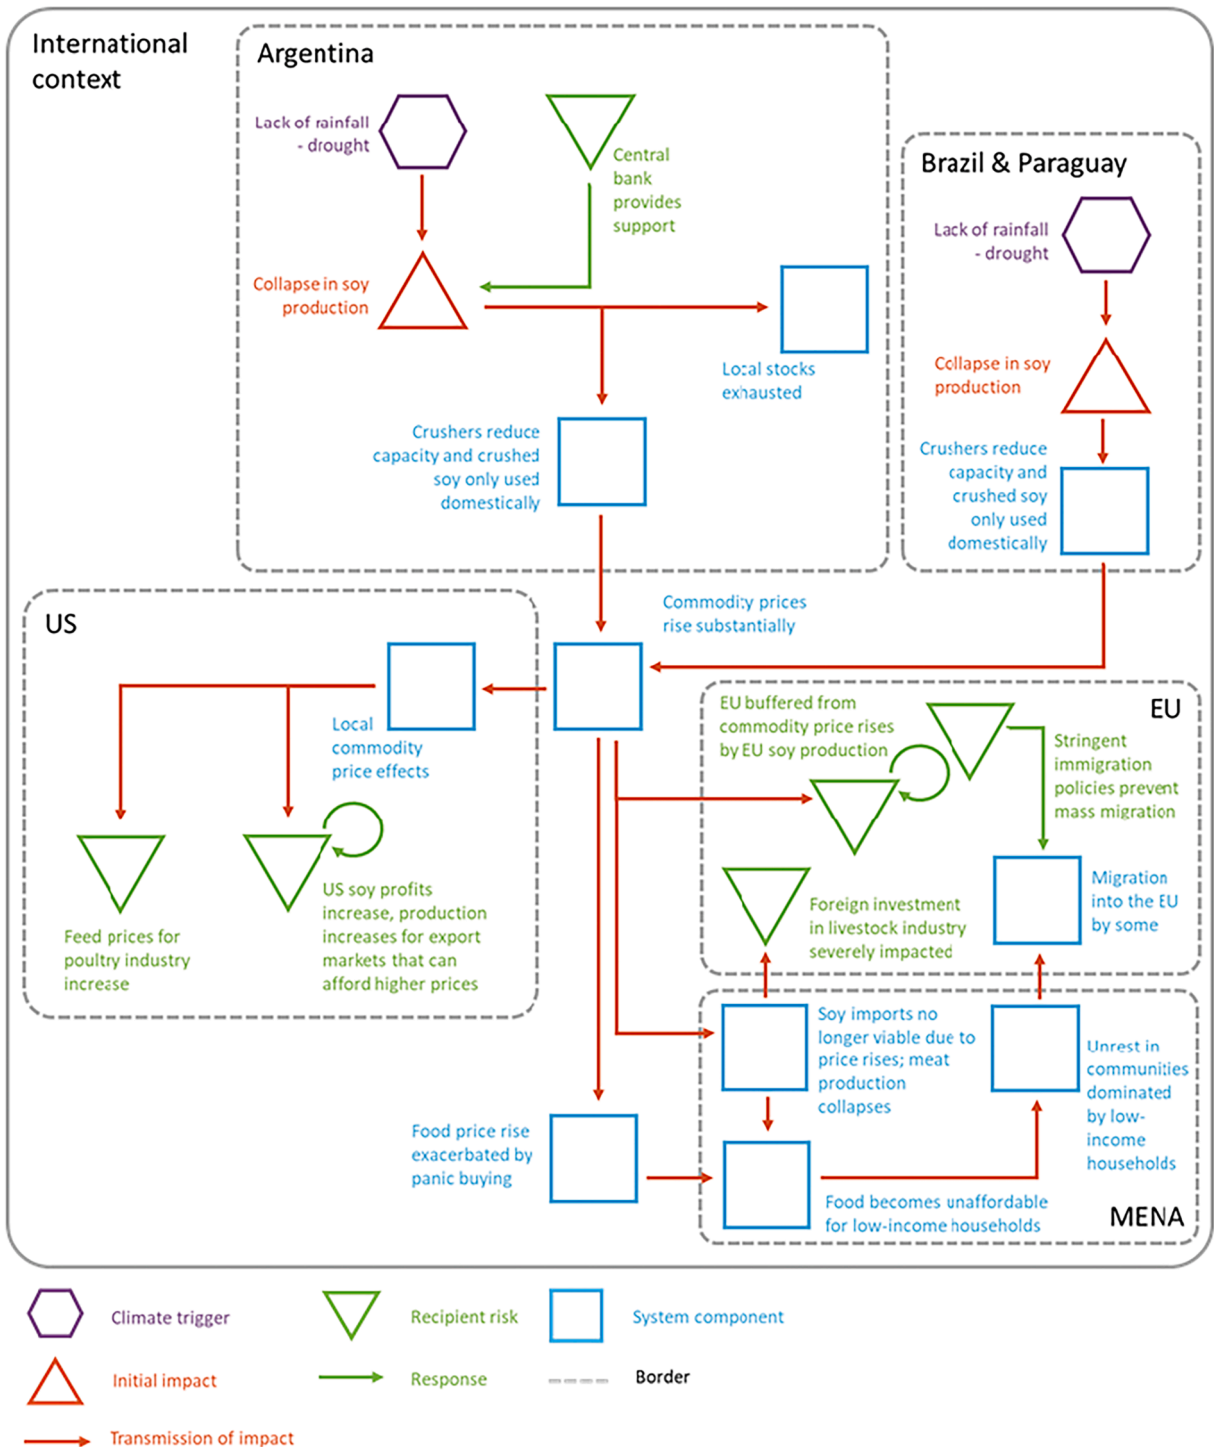 International
context
Argentina
Lack of rainfall
- drought
Central
bank
provides
support
Collapse in soy
production
Local stocks
exhausted
Crushers reduce
capacity and crushed
soy only used
domestically
Brazil & Paraguay
Lack of rainfall
- drought
Collapse in soy
production
Crushers reduce
capacity and
crushed soy
only used
domestically
Commodity prices
rise substantially
US
Local
commodity
price effects
Feed prices for
poultry industry
increase
US soy profits
increase, production
increases for export
markets that can
afford higher prices
EU
EU buffered from
commodity price rises
by EU soy production
Stringent
immigration
policies prevent
mass migration
Foreign investment
in livestock industry
severely impacted
Migration
into the EU
by some
Soy imports no
longer viable due to
price rises; meat
production
collapses
Unrest in
communities
dominated
by low-
income
households
Food price rise
exacerbated by
panic buying
Food becomes unaffordable
for low-income households
MENA
Climate trigger
Recipient risk
System component
Initial impact
Response
Border
Transmission of impact